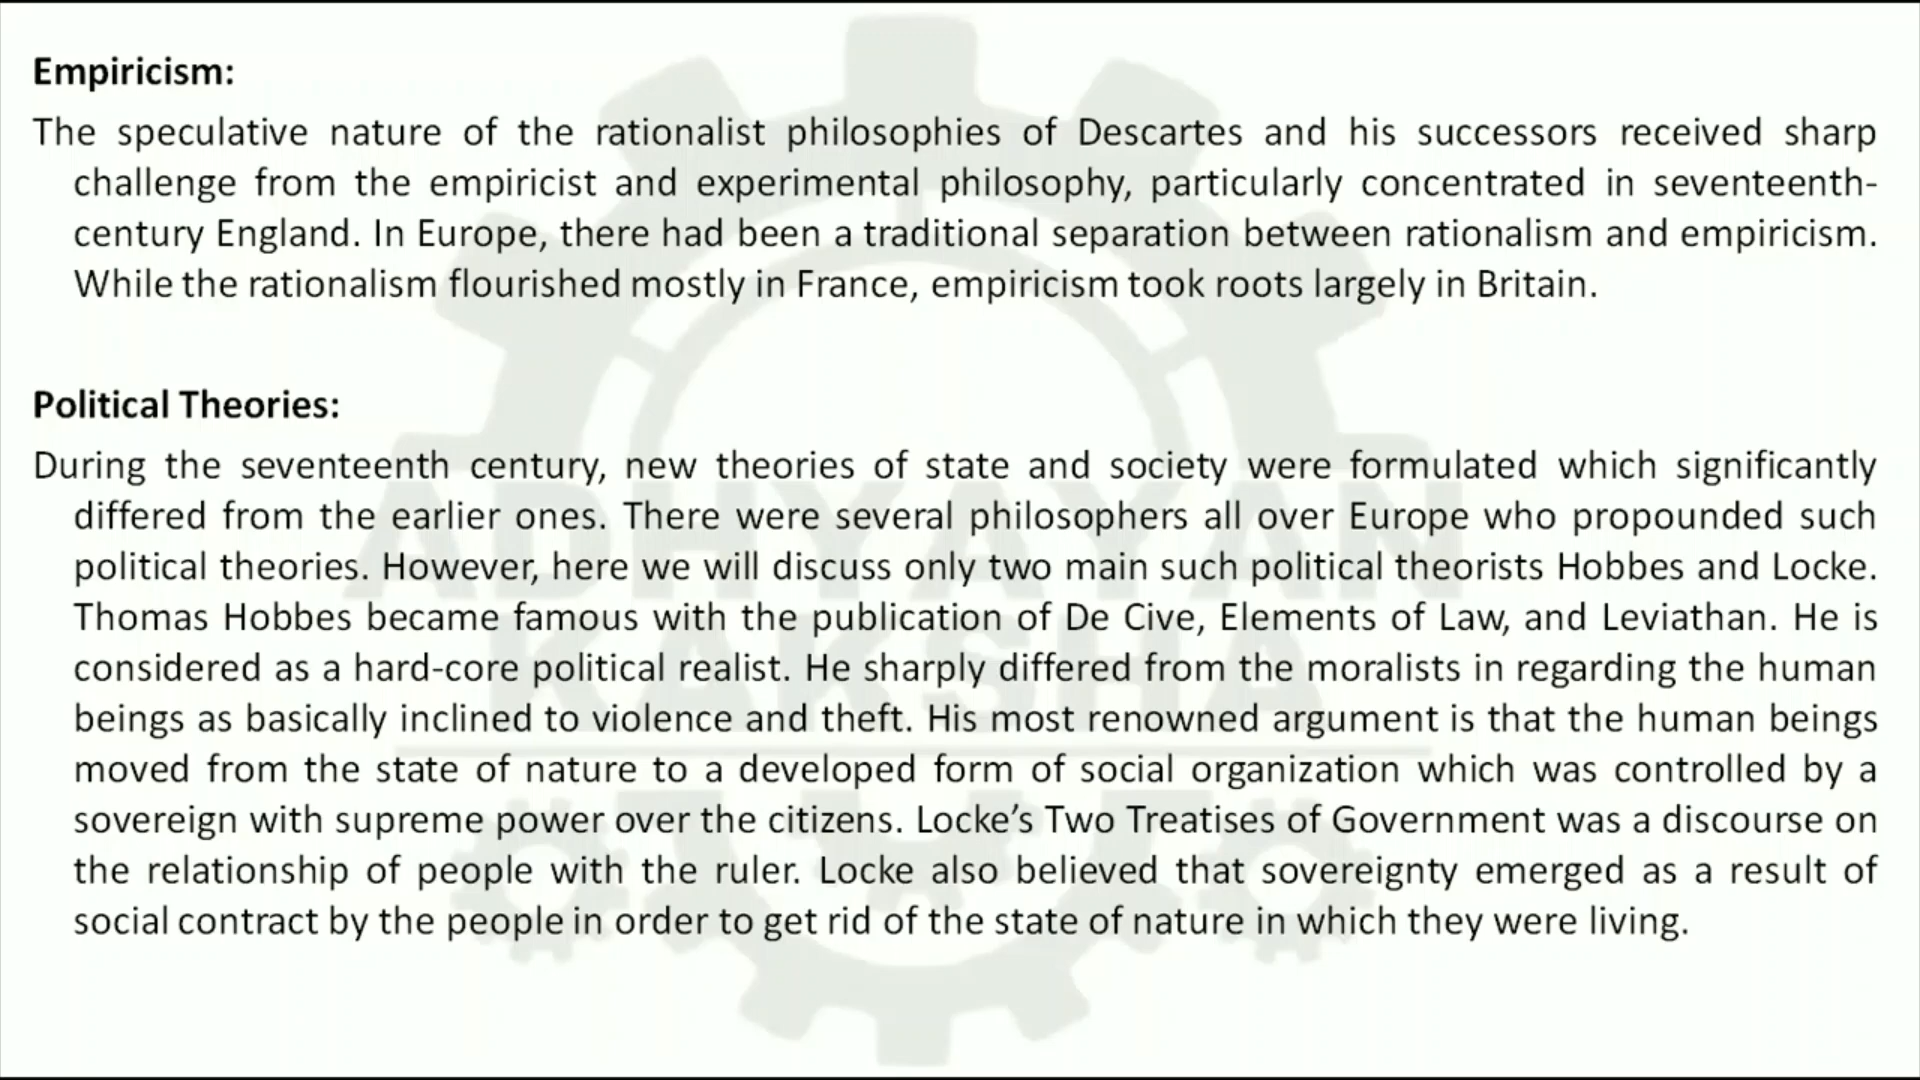 Empiricism:
The speculative nature of the rationalist philosophies of Descartes and his successors received sharp
challenge from the empiricist and experimental philosophy, particularly concentrated in seventeenth-
century England. In Europe, there had been a traditional separation between rationalism and empiricism.
While the rationalism flourished mostly in France, empiricism took roots largely in Britain.
Political Theories:
During the seventeenth century, new theories of state and society were formulated which significantly
differed from the earlier ones. There were several philosophers all over Europe who propounded such
political theories. However, here we will discuss only two main such political theorists Hobbes and Locke.
Thomas Hobbes became famous with the publication of De Cive, Elements of Law, and Leviathan. He is
considered as a hard-core political realist. He sharply differed from the moralists in regarding the human
beings as basically inclined to violence and theft. His most renowned argument is that the human beings
moved from the state of nature to a developed form of social organization which was controlled by a
sovereign with supreme power over the citizens. Locke’s Two Treatises of Government was a discourse on
the relationship of people with the ruler. Locke also believed that sovereignty emerged as a result of
social contract by the people in order to get rid of the state of nature in which they were living.
ADHYAYAN
KAKSHA